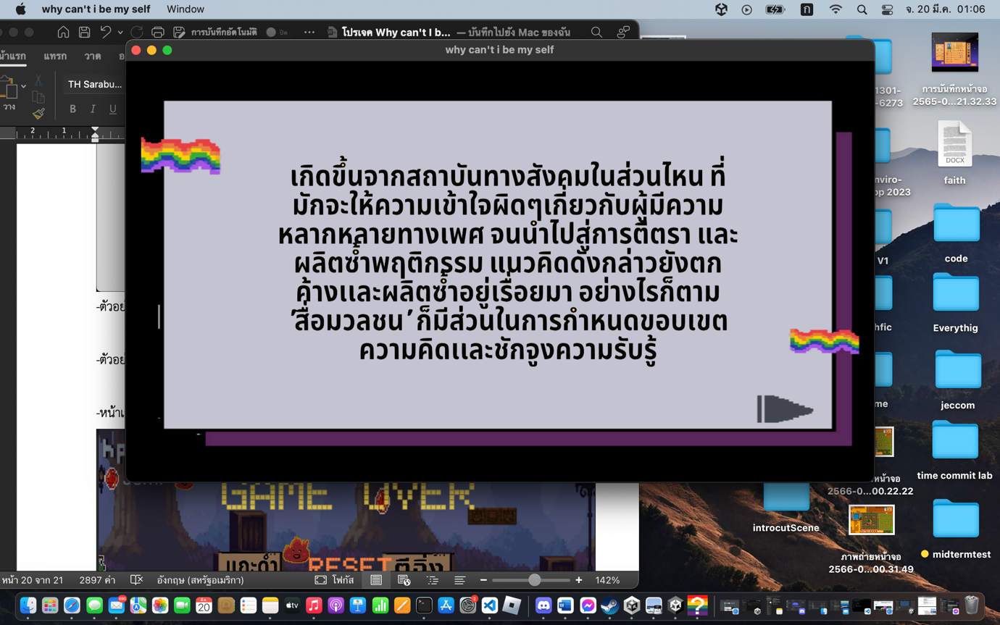 why can't i be my self Window
ก
จ. 20 มี.ค. 01:06
การบันทึกอัตโนมัติ ปิด
โปรเจค Why can't I b... — บันทึกไปยัง Mac ของฉัน
why can't i be my self
แทรก วาด
TH Sarabu...
วาง
B I U
2 1
เกิดขึ้นจากสถาบันทางสังคมในส่วนไหน ที่
มักจะให้ความเข้าใจผิดๆเกี่ยวกับผู้มีความ
หลากหลายทางเพศ จนนำไปสู่การตีตรา และ
ผลิตซ้ำพฤติกรรม แนวคิดดังกล่าวยังตก
ค้างและผลิตซ้ำอยู่เรื่อยมา อย่างไรก็ตาม
'สื่อมวลชน' ก็มีส่วนในการกำหนดขอบเขต
ความคิดและชักจูงความรับรู้
-ตัวอย่
-ตัวอย่
-หน้าเ
GAME OVER
RESET
หน้า 20 จาก 21 2897 คำ อังกฤษ (สหรัฐอเมริกา) โฟกัส 142%
การบันทึกหน้าจอ
2565-0...21.32.33
1301-
-6273
DOCX
faith
nviro-
op 2023
code
V1
Everythig
hfic
jeccom
me
time commit lab
หน้าจอ
2566-0...00.22.22
introcutScene
ภาพถ่ายหน้าจอ
2566-0...00.31.49
midtermtest
20
tv